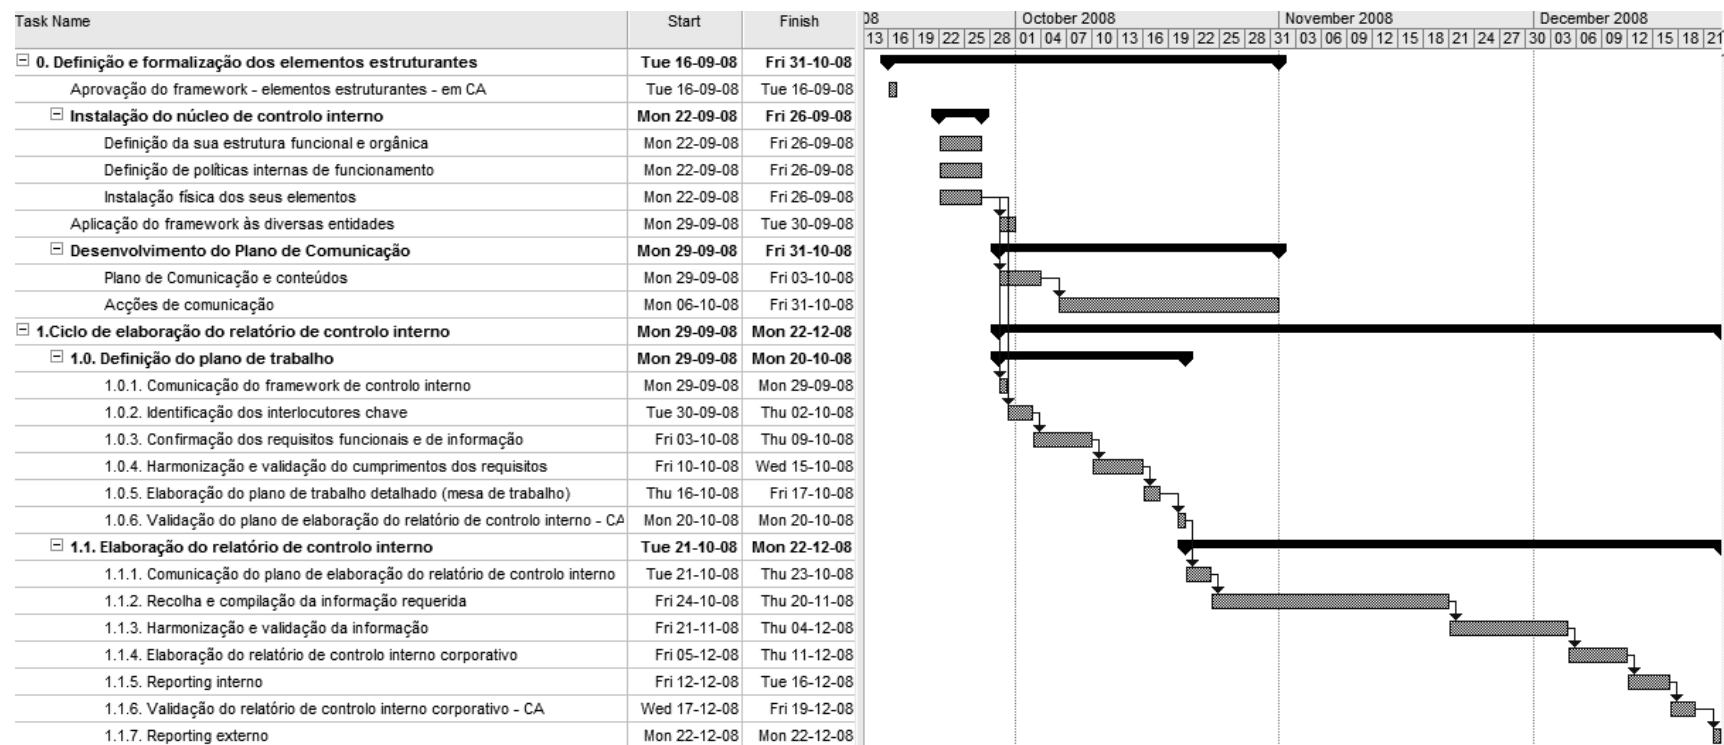 Task Name Start Finish 08 October 2008 November 2008 December 2008
13 16 19 22 25 28 01 04 07 10 13 16 19 22 25 28 31 03 06 09 12 15 18 21 24 27 30 03 06 09 12 15 18 21
0. Definição e formalização dos elementos estruturantes Tue 16-09-08 Fri 31-10-08
Aprovação do framework - elementos estruturantes - em CA Tue 16-09-08 Tue 16-09-08
Instalação do núcleo de controlo interno Mon 22-09-08 Fri 26-09-08
Definição da sua estrutura funcional e orgânica Mon 22-09-08 Fri 26-09-08
Definição de políticas internas de funcionamento Mon 22-09-08 Fri 26-09-08
Instalação física dos seus elementos Mon 22-09-08 Fri 26-09-08
Aplicação do framework às diversas entidades Mon 29-09-08 Tue 30-09-08
Desenvolvimento do Plano de Comunicação Mon 29-09-08 Fri 31-10-08
Plano de Comunicação e conteúdos Mon 29-09-08 Fri 03-10-08
Acções de comunicação Mon 06-10-08 Fri 31-10-08
1.Ciclo de elaboração do relatório de controlo interno Mon 29-09-08 Mon 22-12-08
1.0. Definição do plano de trabalho Mon 29-09-08 Mon 20-10-08
1.0.1. Comunicação do framework de controlo interno Mon 29-09-08 Mon 29-09-08
1.0.2. Identificação dos interlocutores chave Tue 30-09-08 Thu 02-10-08
1.0.3. Confirmação dos requisitos funcionais e de informação Fri 03-10-08 Thu 09-10-08
1.0.4. Harmonização e validação do cumprimentos dos requisitos Fri 10-10-08 Wed 15-10-08
1.0.5. Elaboração do plano de trabalho detalhado (mesa de trabalho) Thu 16-10-08 Fri 17-10-08
1.0.6. Validação do plano de elaboração do relatório de controlo interno - CA Mon 20-10-08 Mon 20-10-08
1.1. Elaboração do relatório de controlo interno Tue 21-10-08 Mon 22-12-08
1.1.1. Comunicação do plano de elaboração do relatório de controlo interno Tue 21-10-08 Thu 23-10-08
1.1.2. Recolha e compilação da informação requerida Fri 24-10-08 Thu 20-11-08
1.1.3. Harmonização e validação da informação Fri 21-11-08 Thu 04-12-08
1.1.4. Elaboração do relatório de controlo interno corporativo Fri 05-12-08 Thu 11-12-08
1.1.5. Reporting interno Fri 12-12-08 Tue 16-12-08
1.1.6. Validação do relatório de controlo interno corporativo - CA Wed 17-12-08 Fri 19-12-08
1.1.7. Reporting externo Mon 22-12-08 Mon 22-12-08